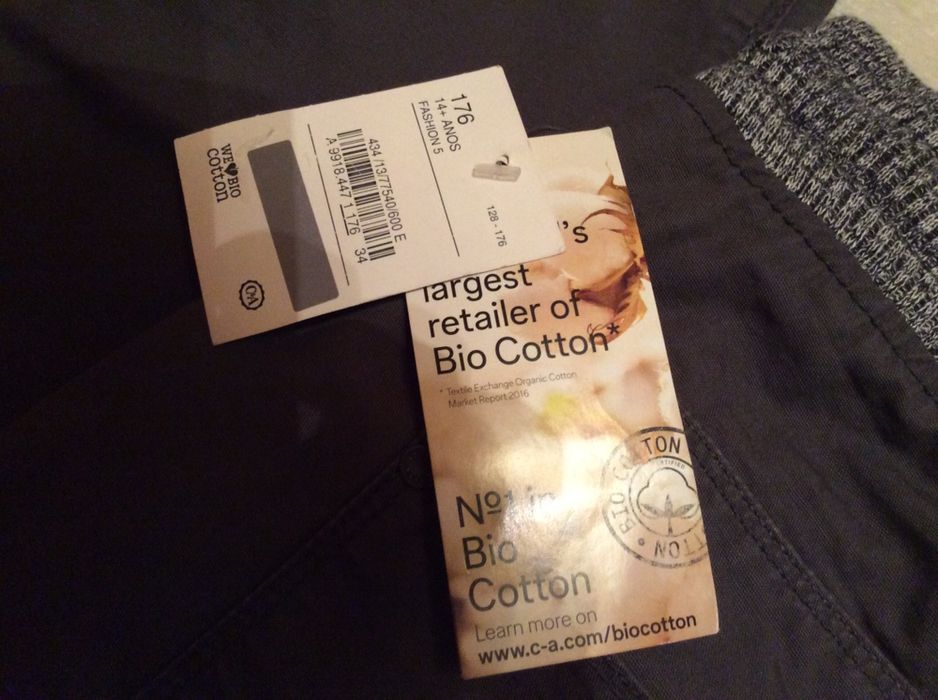 176
14+ ANOS
FASHION 5
128 - 176
434 /13/77540/600 E
A 9918 447 1 176 34
WE BIO
COTTON
C&A
's
largest
retailer of
Bio Cotton*
* Textile Exchange Organic Cotton
Market Report 2016
BIO COTTON
CERTIFIED
Nº1 in
Bio
Cotton
Learn more on
www.c-a.com/biocotton